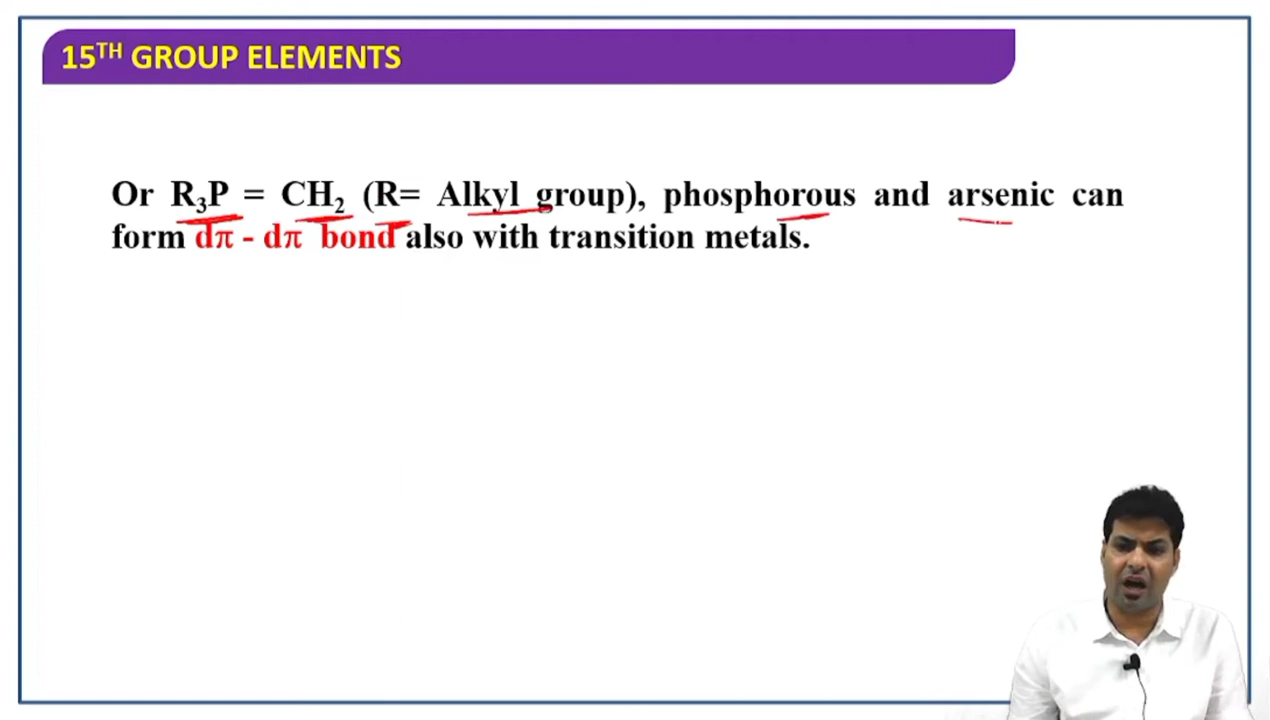 15TH GROUP ELEMENTS
Or R₃P = CH₂ (R= Alkyl group), phosphorous and arsenic can
form dπ - dπ bond also with transition metals.